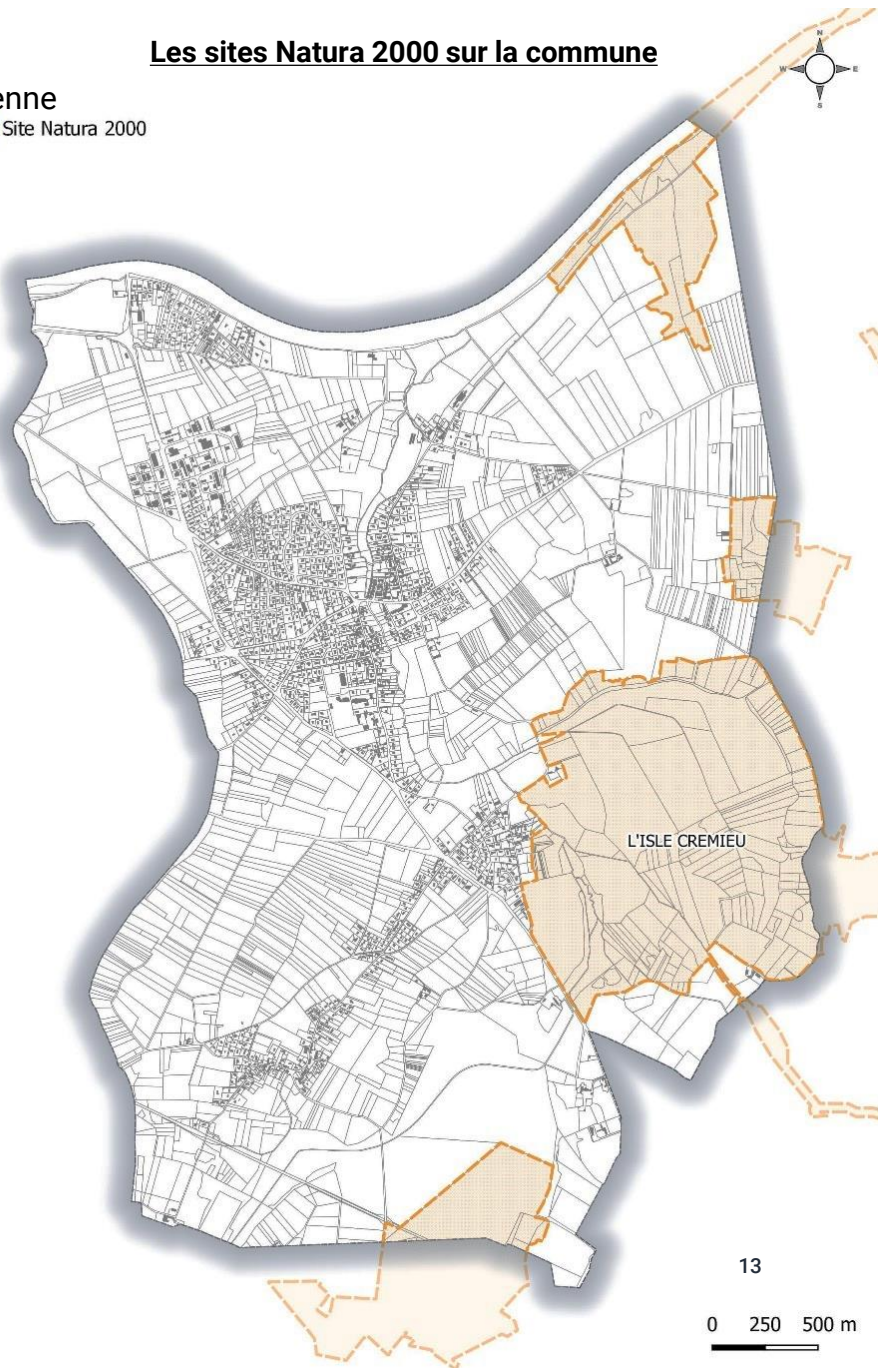 Les sites Natura 2000 sur la commune
N
W E
S
enne
Site Natura 2000
L'ISLE CREMIEU
13
0 250 500 m